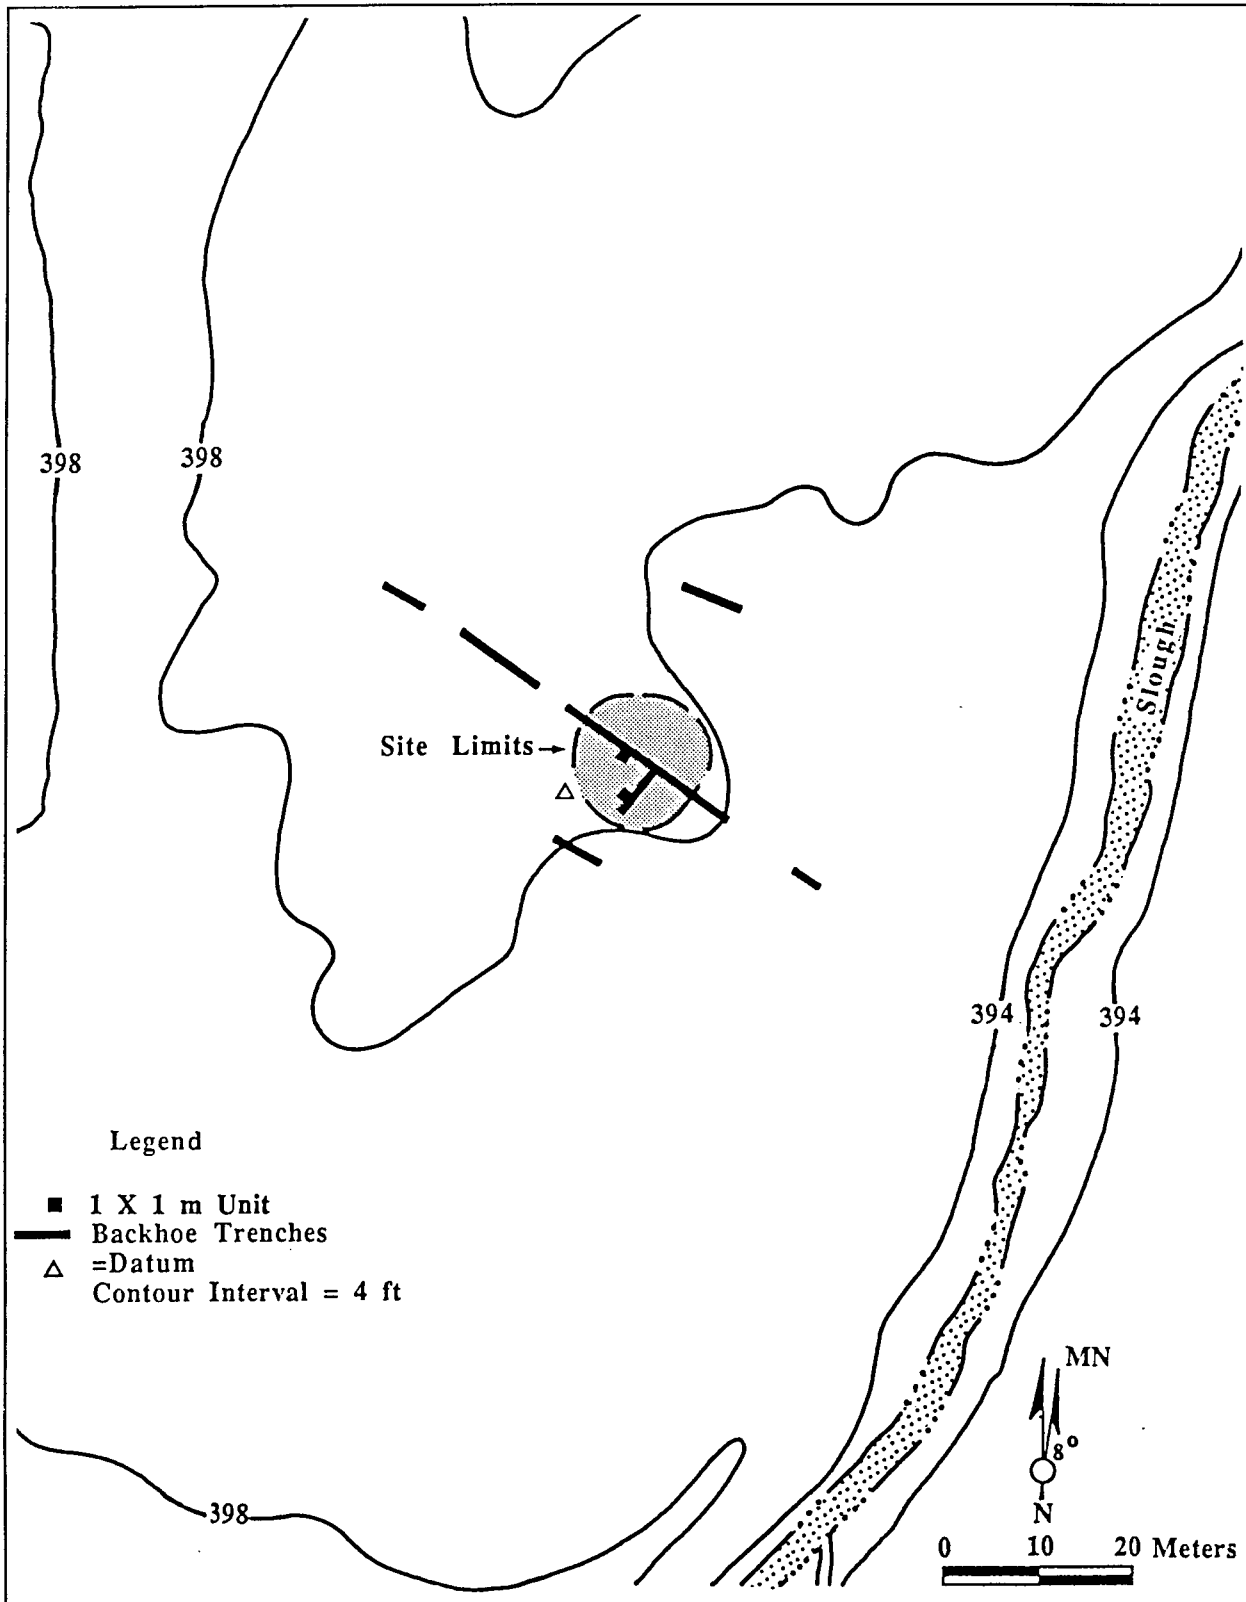 398
398
Slough
Site Limits
394
394
Legend
1 X 1 m Unit
Backhoe Trenches
=Datum
Contour Interval = 4 ft
MN
8°
N
398
0 10 20 Meters